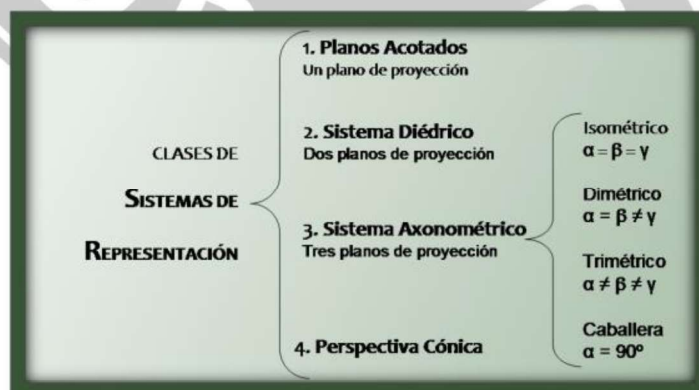 CLASES DE
SISTEMAS DE
REPRESENTACIÓN
1. Planos Acotados
Un plano de proyección
2. Sistema Diédrico
Dos planos de proyección
3. Sistema Axonométrico
Tres planos de proyección
4. Perspectiva Cónica
Isométrico
α = β = γ
Dimétrico
α = β ≠ γ
Trimétrico
α ≠ β ≠ γ
Caballera
α = 90º